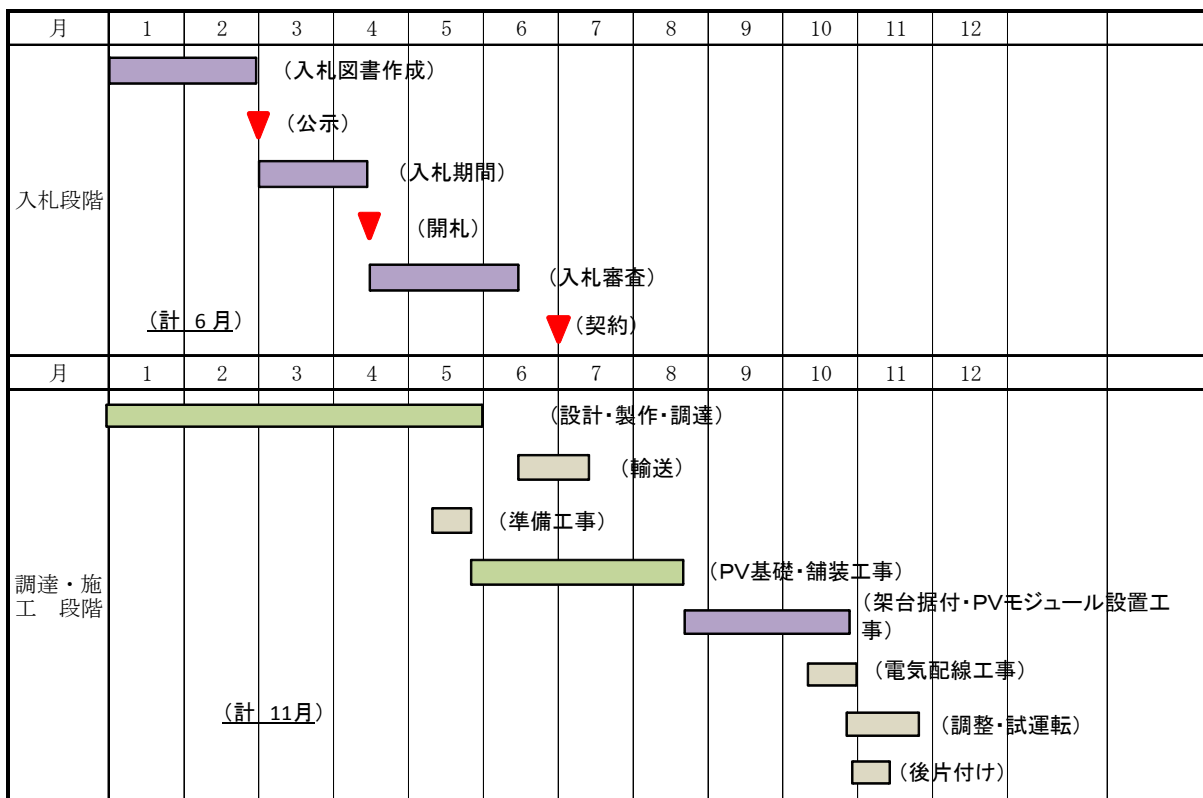 月 1 2 3 4 5 6 7 8 9 10 11 12
（入札図書作成）
（公示）
（入札期間）
入札段階
（開札）
（入札審査）
（計 6 月）
（契約）
月 1 2 3 4 5 6 7 8 9 10 11 12
（設計・製作・調達）
（輸送）
（準備工事）
（PV基礎・舗装工事）
調達・施
工 段階
（架台据付・PVモジュール設置工
事）
（電気配線工事）
（計 11月）
（調整・試運転）
（後片付け）